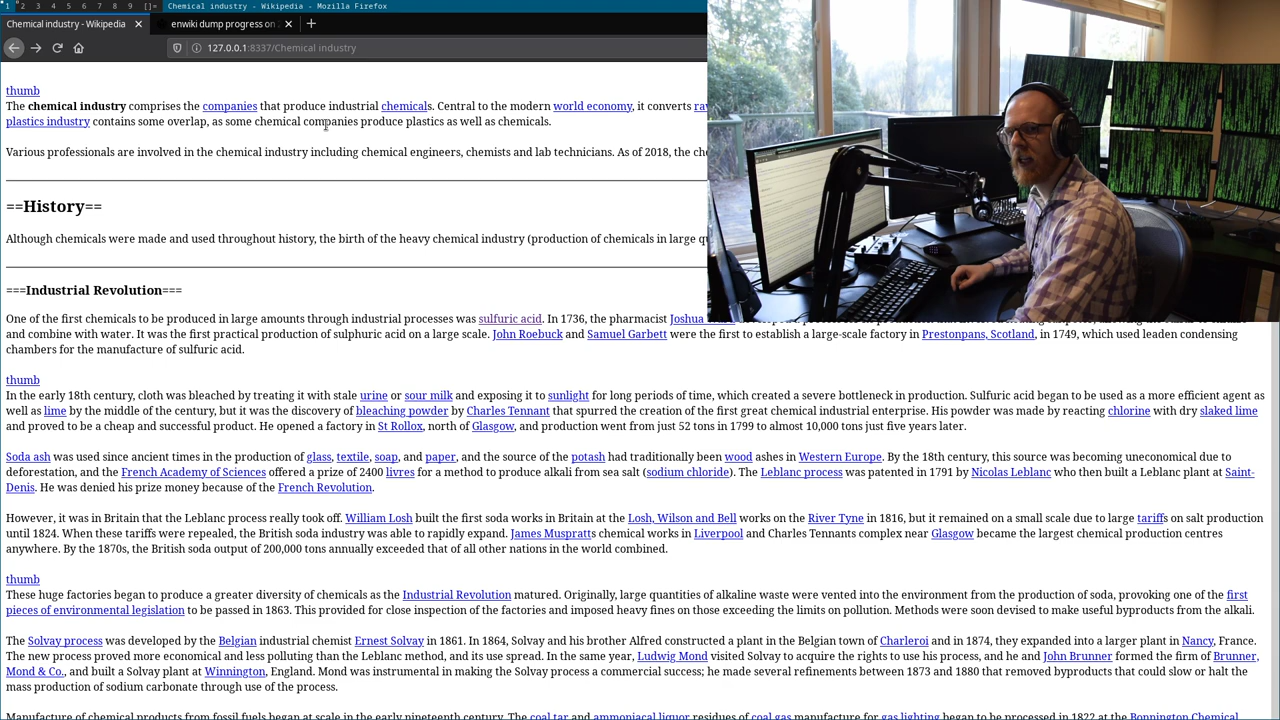 1 2 3 4 5 6 7 8 9 []= Chemical industry - Wikipedia - Mozilla Firefox
Chemical industry - Wikipedia × enwiki dump progress on × +
127.0.0.1:8337/Chemical industry
thumb
The chemical industry comprises the companies that produce industrial chemicals. Central to the modern world economy, it converts
plastics industry contains some overlap, as some chemical companies produce plastics as well as chemicals.
Various professionals are involved in the chemical industry including chemical engineers, chemists and lab technicians. As of 2018, the
==History==
Although chemicals were made and used throughout history, the birth of the heavy chemical industry (production of chemicals in large
===Industrial Revolution===
One of the first chemicals to be produced in large amounts through industrial processes was sulfuric acid. In 1736, the pharmacist Joshua
and combine with water. It was the first practical production of sulphuric acid on a large scale. John Roebuck and Samuel Garbett were the first to establish a large-scale factory in Prestonpans, Scotland, in 1749, which used leaden condensing
chambers for the manufacture of sulfuric acid.
thumb
In the early 18th century, cloth was bleached by treating it with stale urine or sour milk and exposing it to sunlight for long periods of time, which created a severe bottleneck in production. Sulfuric acid began to be used as a more efficient agent as
well as lime by the middle of the century, but it was the discovery of bleaching powder by Charles Tennant that spurred the creation of the first great chemical industrial enterprise. His powder was made by reacting chlorine with dry slaked lime
and proved to be a cheap and successful product. He opened a factory in St Rollox, north of Glasgow, and production went from just 52 tons in 1799 to almost 10,000 tons just five years later.
Soda ash was used since ancient times in the production of glass, textile, soap, and paper, and the source of the potash had traditionally been wood ashes in Western Europe. By the 18th century, this source was becoming uneconomical due to
deforestation, and the French Academy of Sciences offered a prize of 2400 livres for a method to produce alkali from sea salt (sodium chloride). The Leblanc process was patented in 1791 by Nicolas Leblanc who then built a Leblanc plant at Saint-
Denis. He was denied his prize money because of the French Revolution.
However, it was in Britain that the Leblanc process really took off. William Losh built the first soda works in Britain at the Losh, Wilson and Bell works on the River Tyne in 1816, but it remained on a small scale due to large tariffs on salt production
until 1824. When these tariffs were repealed, the British soda industry was able to rapidly expand. James Muspratts chemical works in Liverpool and Charles Tennants complex near Glasgow became the largest chemical production centres
anywhere. By the 1870s, the British soda output of 200,000 tons annually exceeded that of all other nations in the world combined.
thumb
These huge factories began to produce a greater diversity of chemicals as the Industrial Revolution matured. Originally, large quantities of alkaline waste were vented into the environment from the production of soda, provoking one of the first
pieces of environmental legislation to be passed in 1863. This provided for close inspection of the factories and imposed heavy fines on those exceeding the limits on pollution. Methods were soon devised to make useful byproducts from the alkali.
The Solvay process was developed by the Belgian industrial chemist Ernest Solvay in 1861. In 1864, Solvay and his brother Alfred constructed a plant in the Belgian town of Charleroi and in 1874, they expanded into a larger plant in Nancy, France.
The new process proved more economical and less polluting than the Leblanc method, and its use spread. In the same year, Ludwig Mond visited Solvay to acquire the rights to use his process, and he and John Brunner formed the firm of Brunner,
Mond & Co., and built a Solvay plant at Winnington, England. Mond was instrumental in making the Solvay process a commercial success; he made several refinements between 1873 and 1880 that removed byproducts that could slow or halt the
mass production of sodium carbonate through use of the process.
Manufacture of chemical products from fossil fuels began at scale in the early nineteenth century. The coal tar and ammoniacal liquor residues of coal gas manufacture for gas lighting began to be processed in 1822 at the Bonnington Chemical